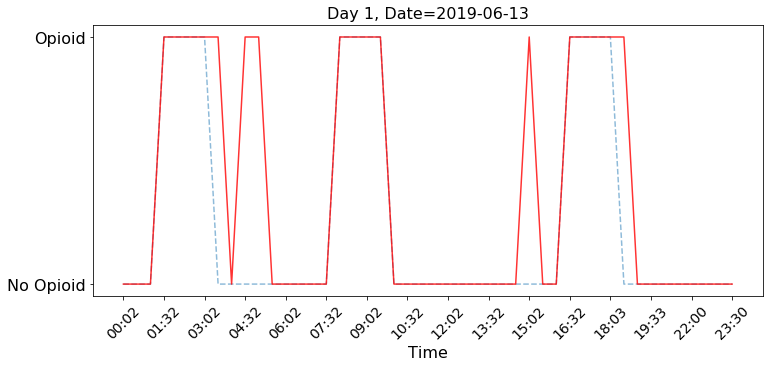 Day 1, Date=2019-06-13
Opioid
No Opioid
00:02 01:32 03:02 04:32 06:02 07:32 09:02 10:32 12:02 13:32 15:02 16:32 18:03 19:33 22:00 23:30
Time